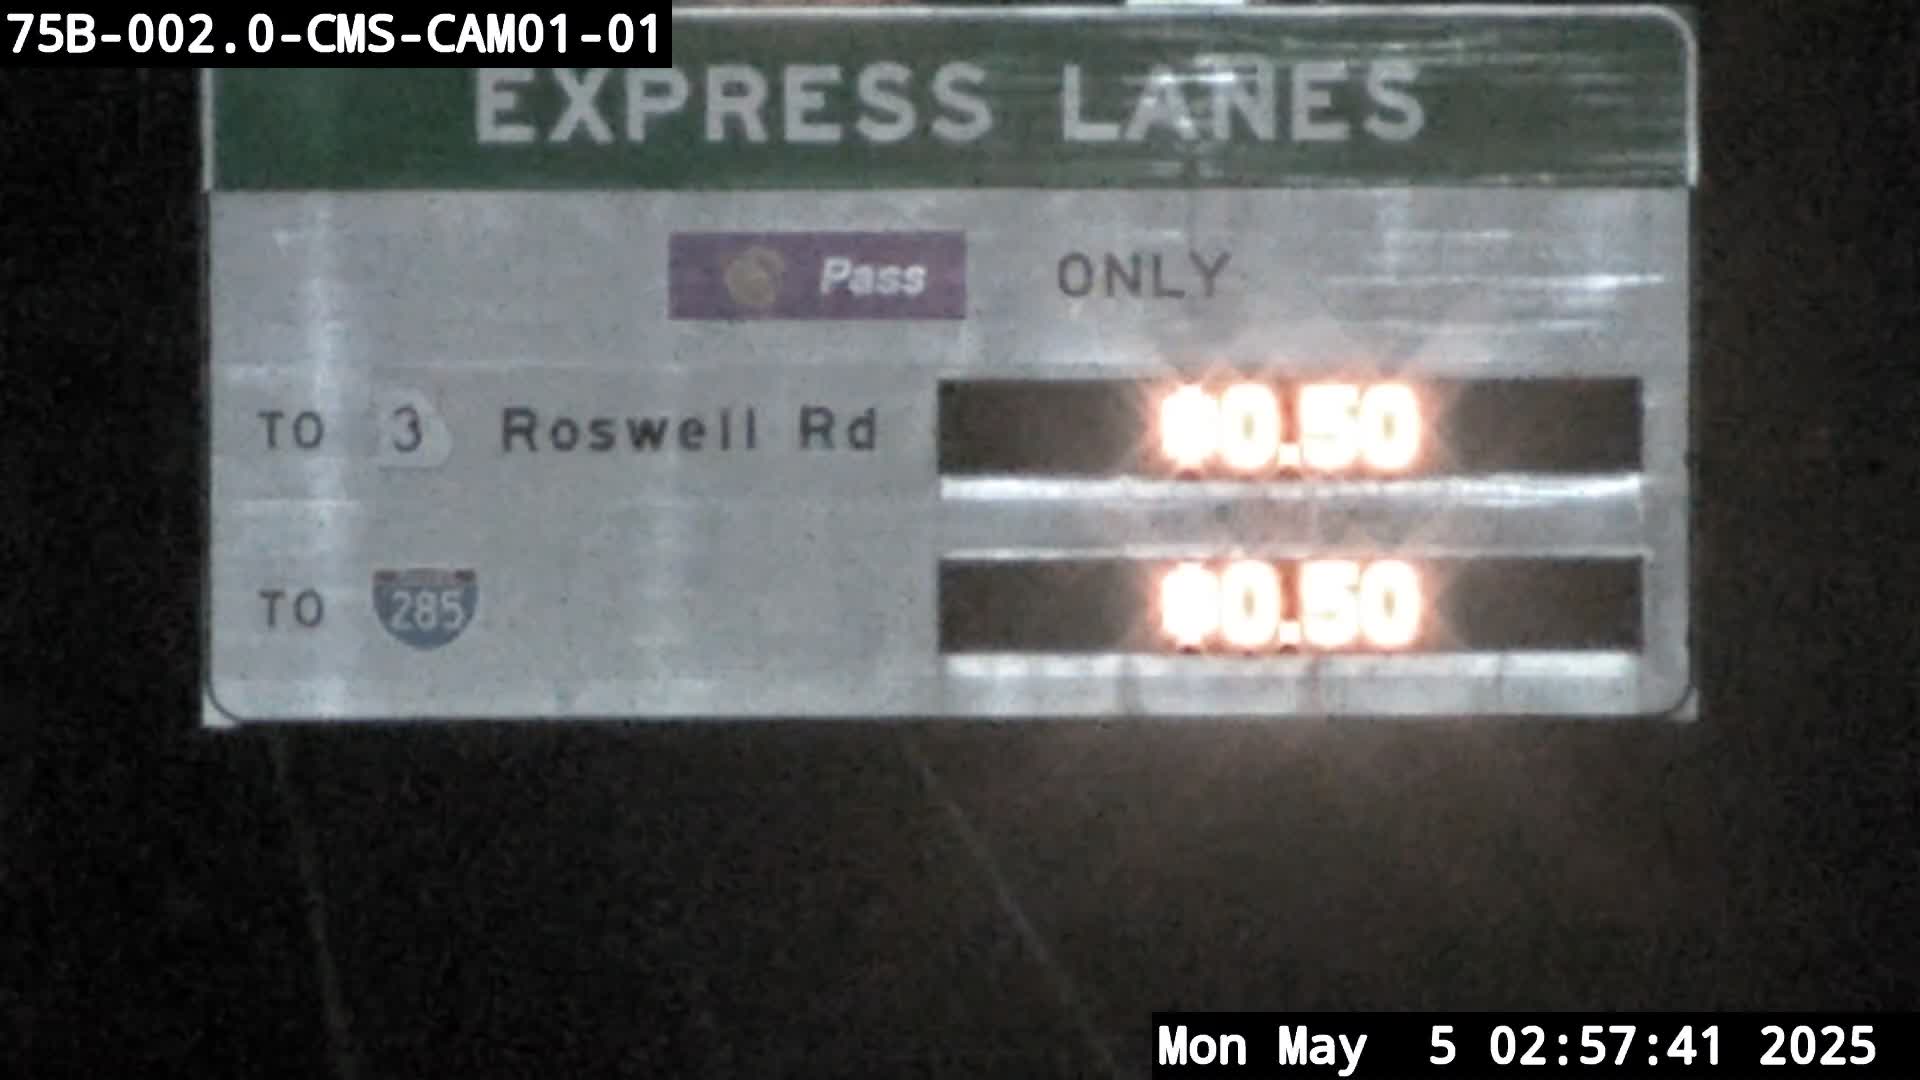 75B-002.0-CMS-CAM01-01
EXPRESS LANES
Pass ONLY
TO 3 Roswell Rd $0.50
TO 285 $0.50
Mon May 5 02:57:41 2025